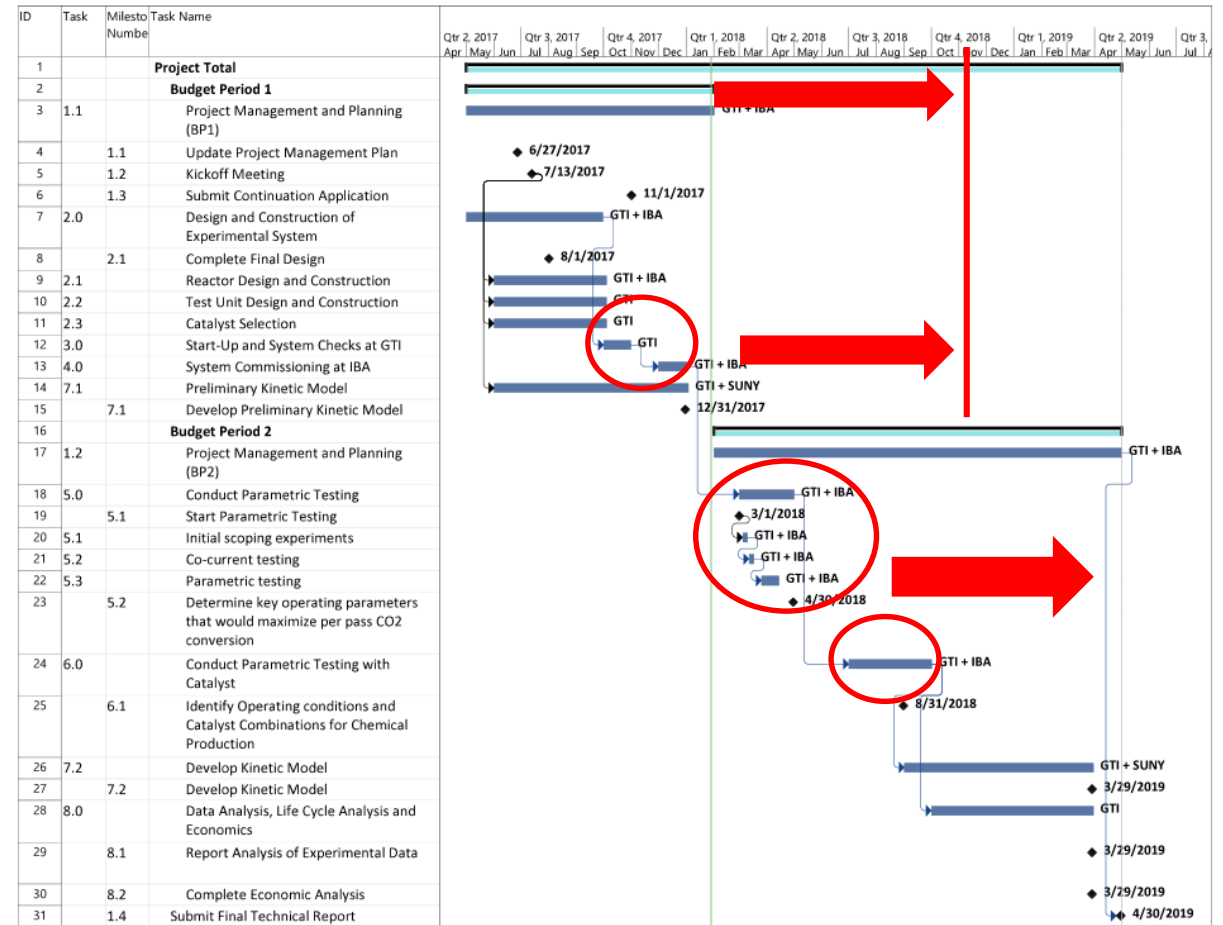 ID Task Milesto Task Name
Numbe
Qtr 2, 2017 Qtr 3, 2017 Qtr 4, 2017 Qtr 1, 2018 Qtr 2, 2018 Qtr 3, 2018 Qtr 4, 2018 Qtr 1, 2019 Qtr 2, 2019 Qtr 3,
Apr May Jun Jul Aug Sep Oct Nov Dec Jan Feb Mar Apr May Jun Jul Aug Sep Oct Nov Dec Jan Feb Mar Apr May Jun Jul
1 Project Total
2 Budget Period 1
3 1.1 Project Management and Planning GTI + IBA
(BP1)
4 1.1 Update Project Management Plan 6/27/2017
5 1.2 Kickoff Meeting 7/13/2017
6 1.3 Submit Continuation Application 11/1/2017
7 2.0 Design and Construction of GTI + IBA
Experimental System
8 2.1 Complete Final Design 8/1/2017
9 2.1 Reactor Design and Construction GTI + IBA
10 2.2 Test Unit Design and Construction GTI
11 2.3 Catalyst Selection GTI
12 3.0 Start-Up and System Checks at GTI GTI
13 4.0 System Commissioning at IBA GTI + IBA
14 7.1 Preliminary Kinetic Model GTI + SUNY
15 7.1 Develop Preliminary Kinetic Model 12/31/2017
16 Budget Period 2
17 1.2 Project Management and Planning GTI + IBA
(BP2)
18 5.0 Conduct Parametric Testing GTI + IBA
19 5.1 Start Parametric Testing 3/1/2018
20 5.1 Initial scoping experiments GTI + IBA
21 5.2 Co-current testing GTI + IBA
22 5.3 Parametric testing GTI + IBA
23 5.2 Determine key operating parameters 4/30/2018
that would maximize per pass CO2
conversion
24 6.0 Conduct Parametric Testing with GTI + IBA
Catalyst
25 6.1 Identify Operating conditions and 8/31/2018
Catalyst Combinations for Chemical
Production
26 7.2 Develop Kinetic Model GTI + SUNY
27 7.2 Develop Kinetic Model 3/29/2019
28 8.0 Data Analysis, Life Cycle Analysis and GTI
Economics
29 8.1 Report Analysis of Experimental Data 3/29/2019
30 8.2 Complete Economic Analysis 3/29/2019
31 1.4 Submit Final Technical Report 4/30/2019